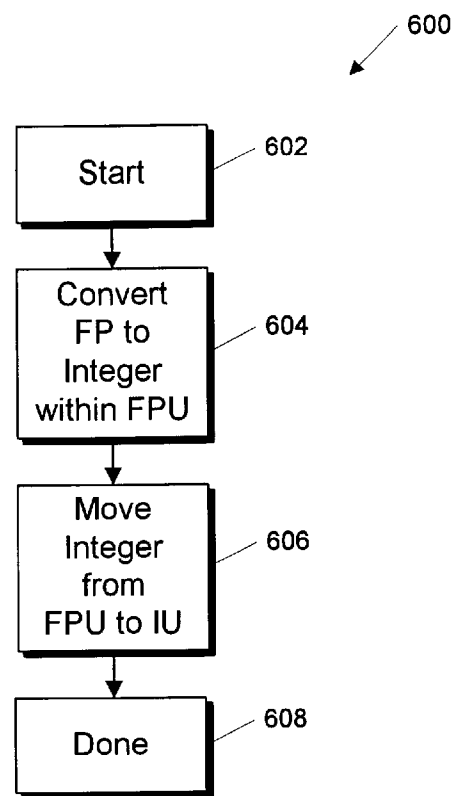 600
Start
602
Convert
FP to
Integer
within FPU
604
Move
Integer
from
FPU to IU
606
Done
608